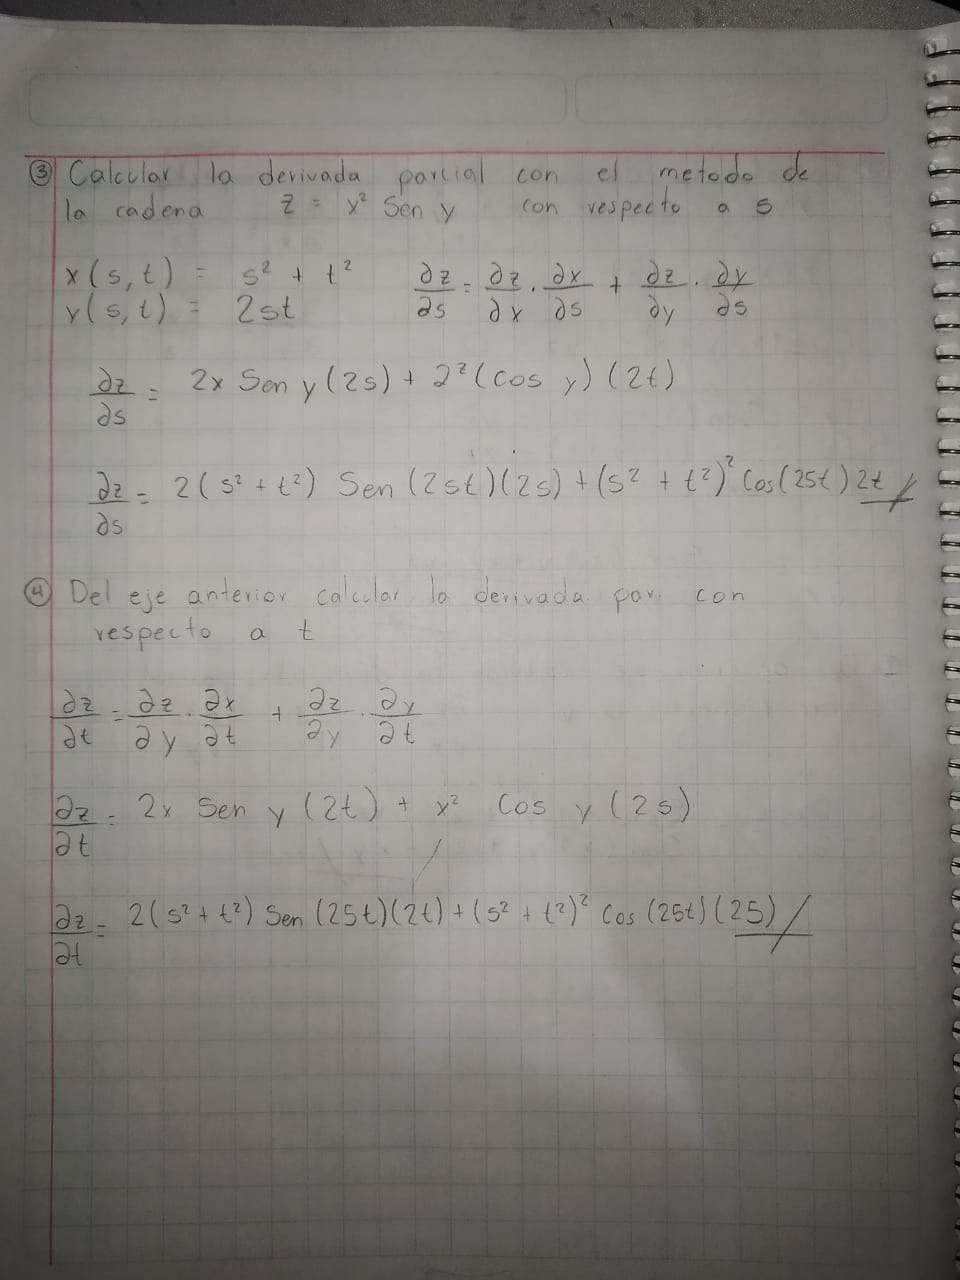 ③ Calcular la derivada parcial con el metodo de
la cadena z = x² Sen y con respecto a s
x(s,t) = s² + t² ∂z/∂s = ∂z/∂x · ∂x/∂s + ∂z/∂y · ∂y/∂s
y(s,t) = 2st
∂z/∂s = 2x Sen y (2s) + 2² (cos y) (2t)
∂z/∂s = 2(s² + t²) Sen (2st)(2s) + (s² + t²)² Cos(2st) 2t
④ Del eje anterior calcular la derivada par. con
respecto a t
∂z/∂t = ∂z/∂y · ∂x/∂t + ∂z/∂y · ∂y/∂t
∂z/∂t = 2x Sen y (2t) + x² Cos y (2s)
∂z/∂t = 2(s² + t²) Sen (2st)(2t) + (s² + t²)² Cos (2st) (2s)